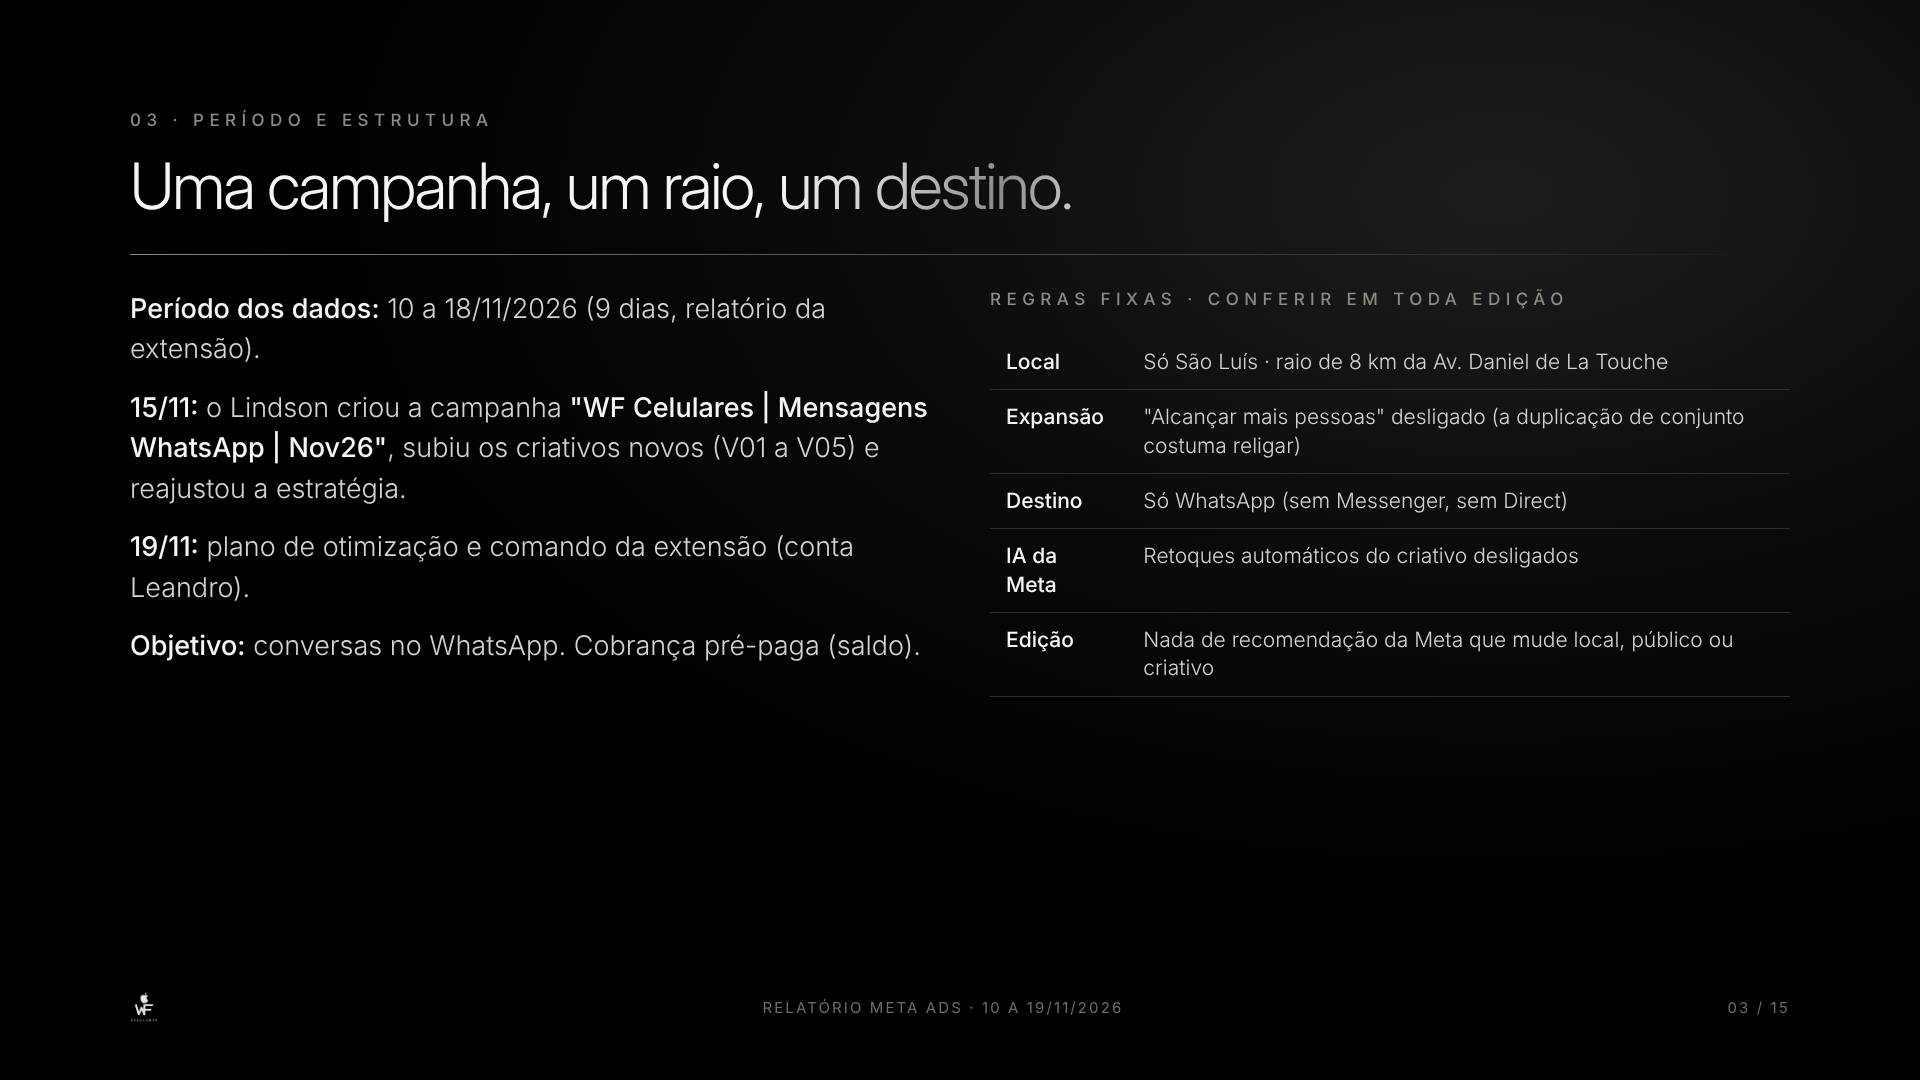 03 · PERÍODO E ESTRUTURA
Uma campanha, um raio, um destino.
Período dos dados: 10 a 18/11/2026 (9 dias, relatório da
extensão).
15/11: o Lindson criou a campanha "WF Celulares | Mensagens
WhatsApp | Nov26", subiu os criativos novos (V01 a V05) e
reajustou a estratégia.
19/11: plano de otimização e comando da extensão (conta
Leandro).
Objetivo: conversas no WhatsApp. Cobrança pré-paga (saldo).
REGRAS FIXAS · CONFERIR EM TODA EDIÇÃO
Local Só São Luís · raio de 8 km da Av. Daniel de La Touche
Expansão "Alcançar mais pessoas" desligado (a duplicação de conjunto
costuma religar)
Destino Só WhatsApp (sem Messenger, sem Direct)
IA da Retoques automáticos do criativo desligados
Meta
Edição Nada de recomendação da Meta que mude local, público ou
criativo
WF
RELATÓRIO META ADS · 10 A 19/11/2026
03 / 15